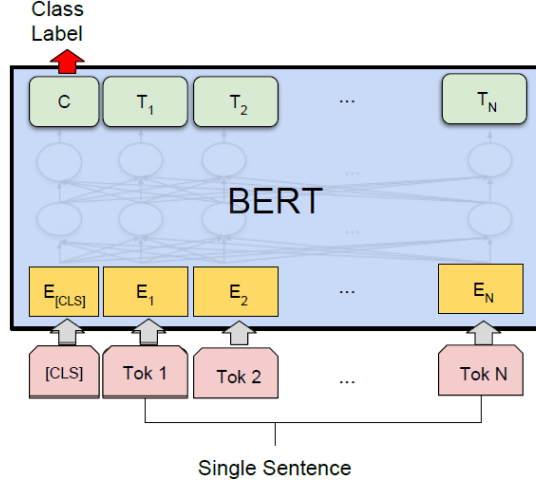 Class
Label
C T1 T2 ... TN
...
BERT
...
E[CLS] E1 E2 ... EN
[CLS] Tok 1 Tok 2 ... Tok N
Single Sentence